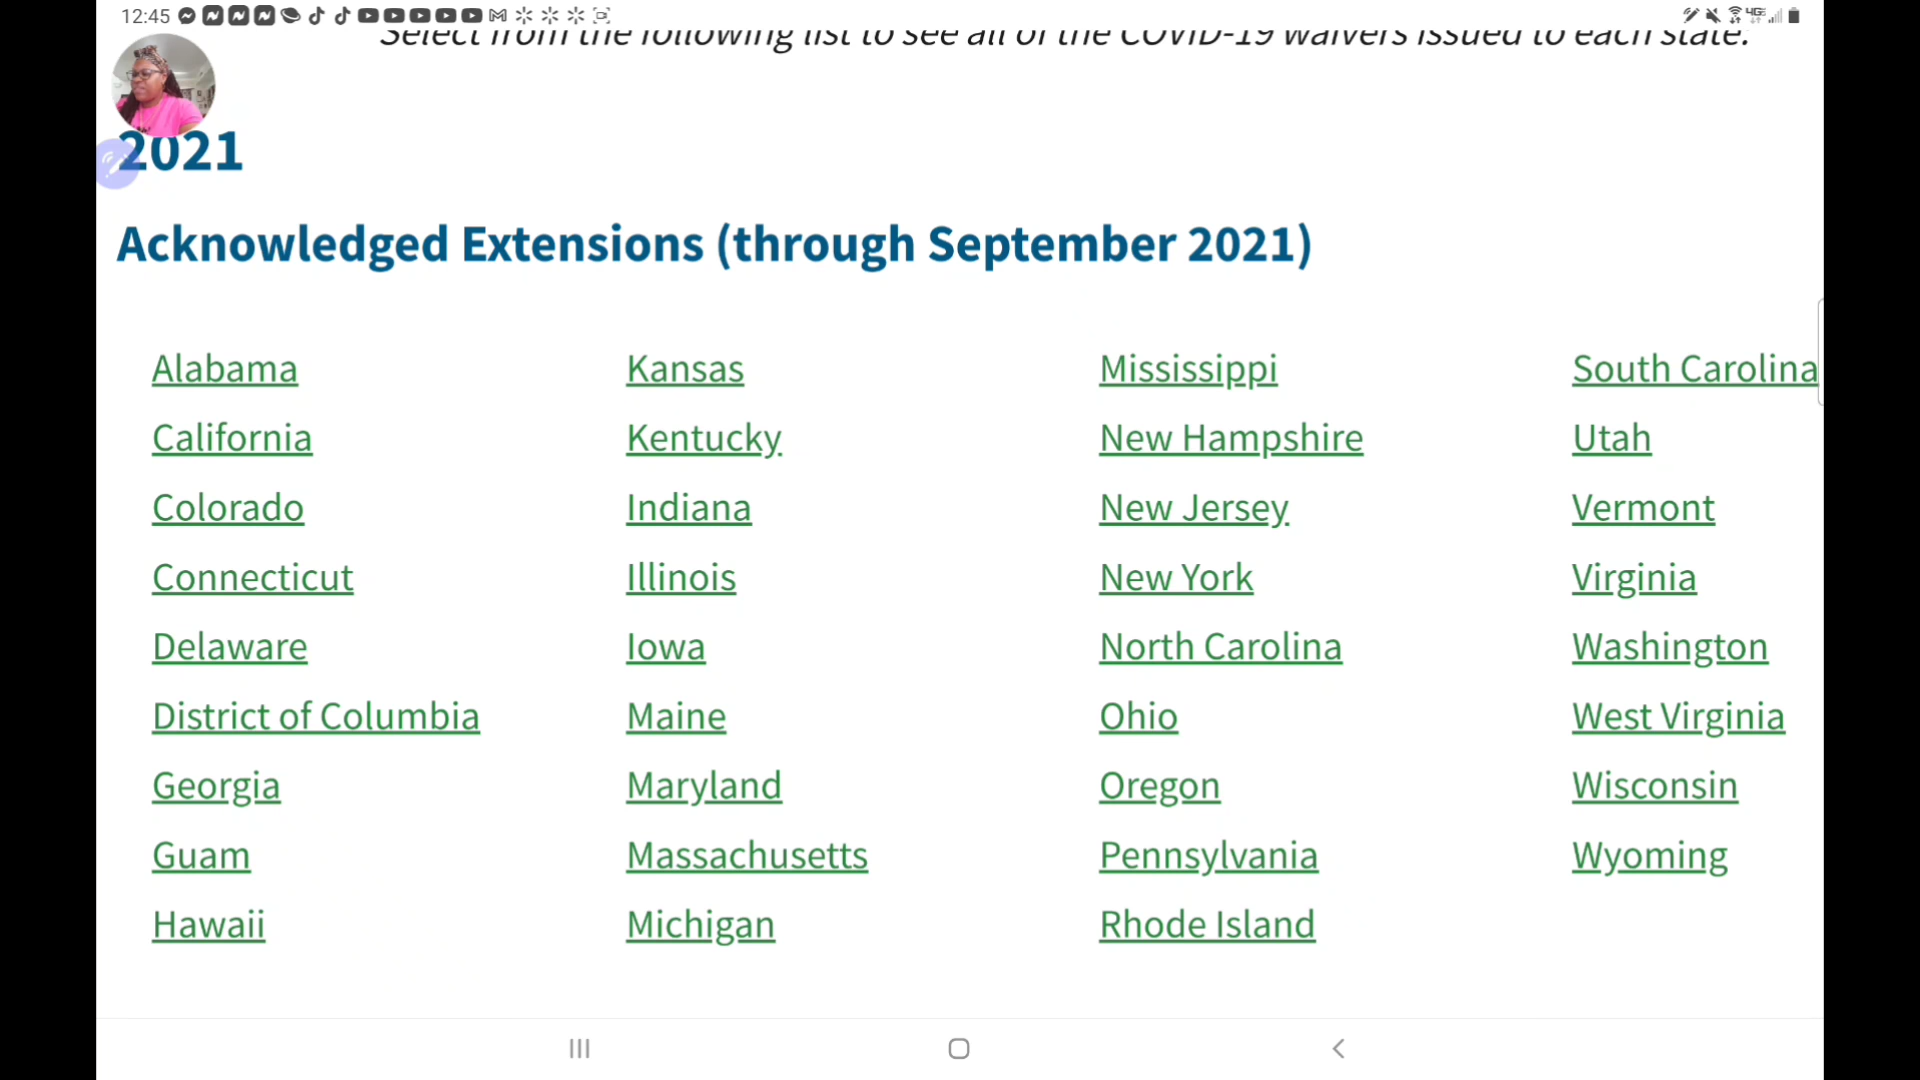 12:45
Select from the following list to see all of the COVID-19 waivers issued to each state.
2021
Acknowledged Extensions (through September 2021)
Alabama
California
Colorado
Connecticut
Delaware
District of Columbia
Georgia
Guam
Hawaii
Kansas
Kentucky
Indiana
Illinois
Iowa
Maine
Maryland
Massachusetts
Michigan
Mississippi
New Hampshire
New Jersey
New York
North Carolina
Ohio
Oregon
Pennsylvania
Rhode Island
South Carolina
Utah
Vermont
Virginia
Washington
West Virginia
Wisconsin
Wyoming